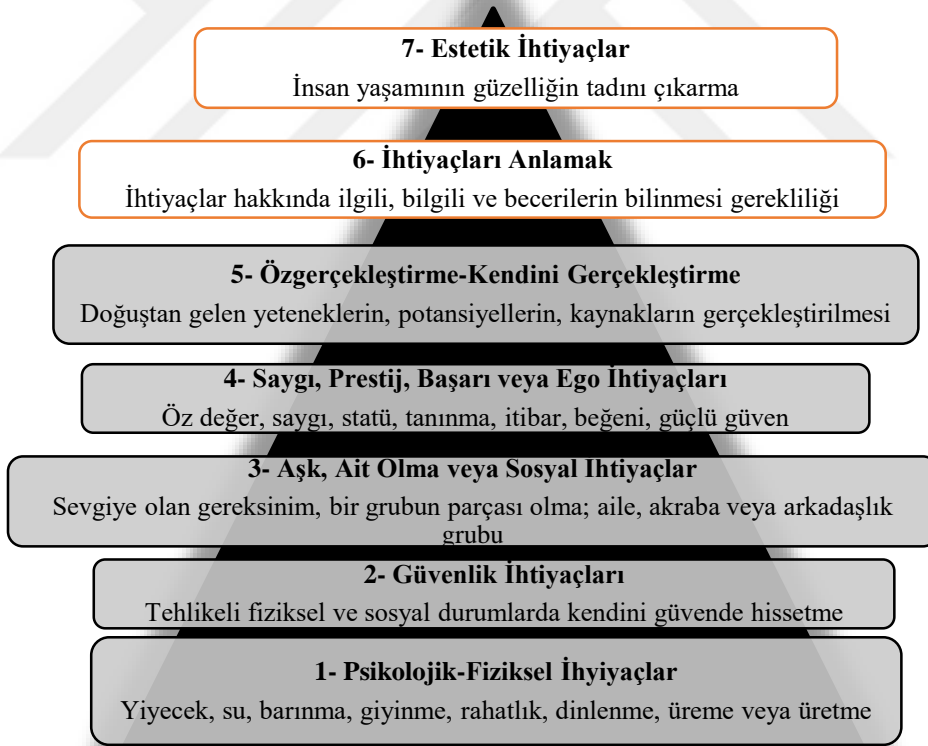 7- Estetik İhtiyaçlar
İnsan yaşamının güzelliğin tadını çıkarma
6- İhtiyaçları Anlamak
İhtiyaçlar hakkında ilgili, bilgili ve becerilerin bilinmesi gerekliliği
5- Özgerçekleştirme-Kendini Gerçekleştirme
Doğuştan gelen yeteneklerin, potansiyellerin, kaynakların gerçekleştirilmesi
4- Saygı, Prestij, Başarı veya Ego İhtiyaçları
Öz değer, saygı, statü, tanınma, itibar, beğeni, güçlü güven
3- Aşk, Ait Olma veya Sosyal Ihtiyaçlar
Sevgiye olan gereksinim, bir grubun parçası olma; aile, akraba veya arkadaşlık
grubu
2- Güvenlik İhtiyaçları
Tehlikeli fiziksel ve sosyal durumlarda kendini güvende hissetme
1- Psikolojik-Fiziksel İhyiyaçlar
Yiyecek, su, barınma, giyinme, rahatlık, dinlenme, üreme veya üretme